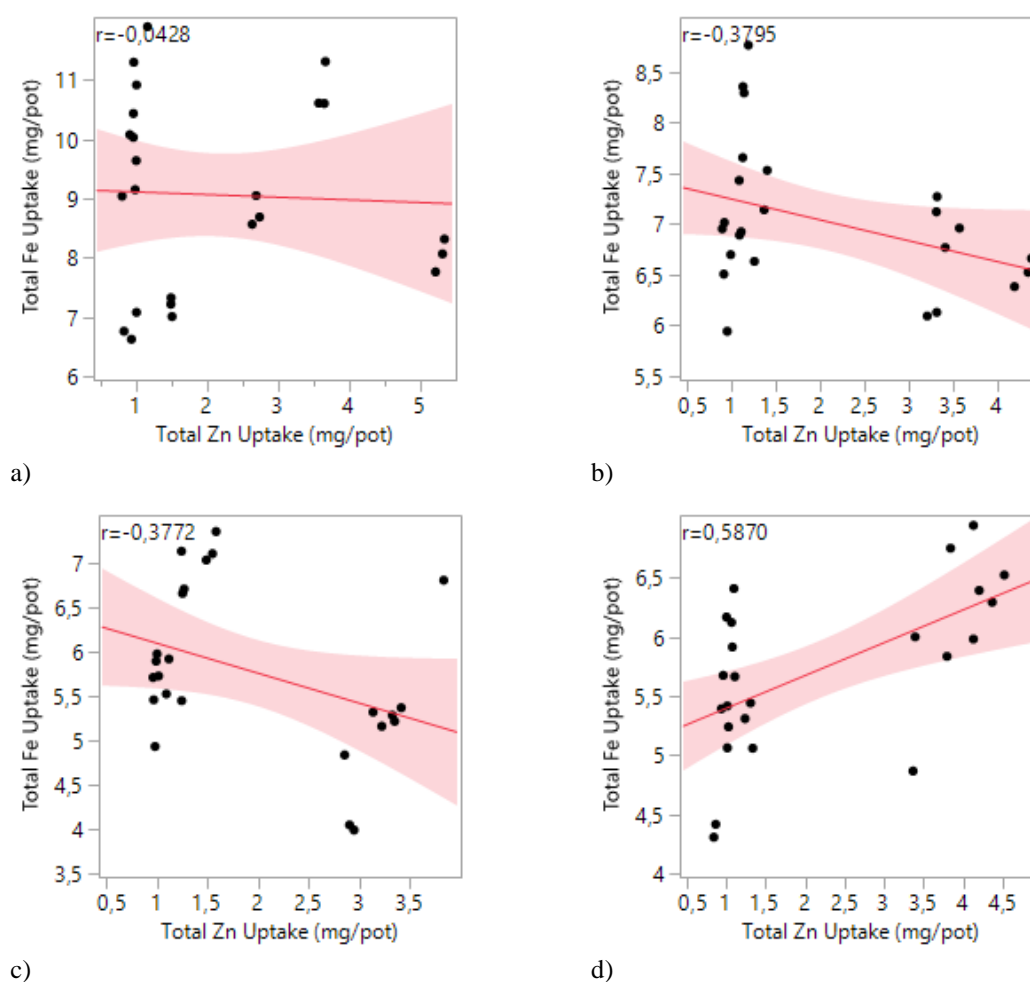 r=-0,0428
11
10
9
8
7
6
Total Fe Uptake (mg/pot)
1 2 3 4 5
Total Zn Uptake (mg/pot)
a)
r=-0,3795
8,5
8
7,5
7
6,5
6
5,5
Total Fe Uptake (mg/pot)
0,5 1 1,5 2 2,5 3 3,5 4
Total Zn Uptake (mg/pot)
b)
r=-0,3772
7
6,5
6
5,5
5
4,5
4
3,5
Total Fe Uptake (mg/pot)
0,5 1 1,5 2 2,5 3 3,5
Total Zn Uptake (mg/pot)
c)
r=0,5870
6,5
6
5,5
5
4,5
4
Total Fe Uptake (mg/pot)
0,5 1 1,5 2 2,5 3 3,5 4 4,5
Total Zn Uptake (mg/pot)
d)